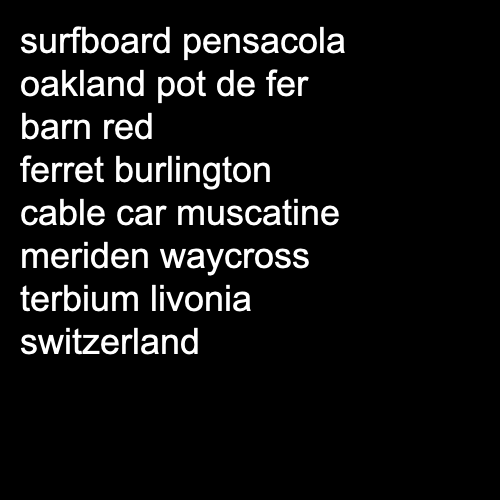 surfboard pensacola
oakland pot de fer
barn red
ferret burlington
cable car muscatine
meriden waycross
terbium livonia
switzerland